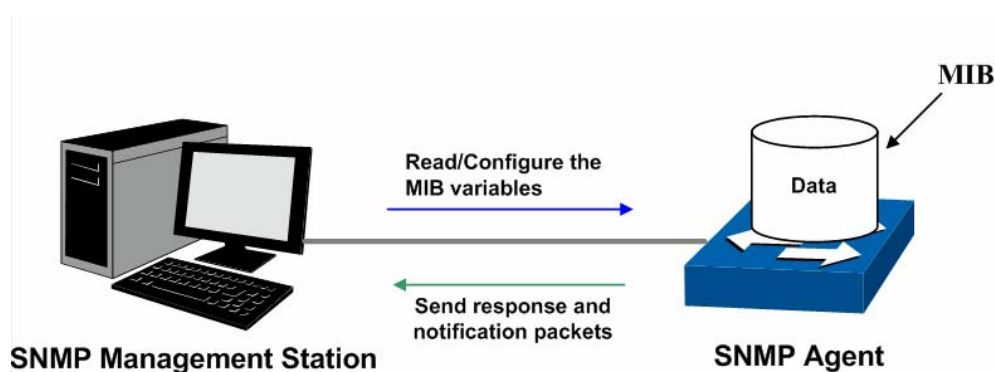 MIB
Read/Configure the
MIB variables
Data
Send response and
notification packets
SNMP Management Station
SNMP Agent